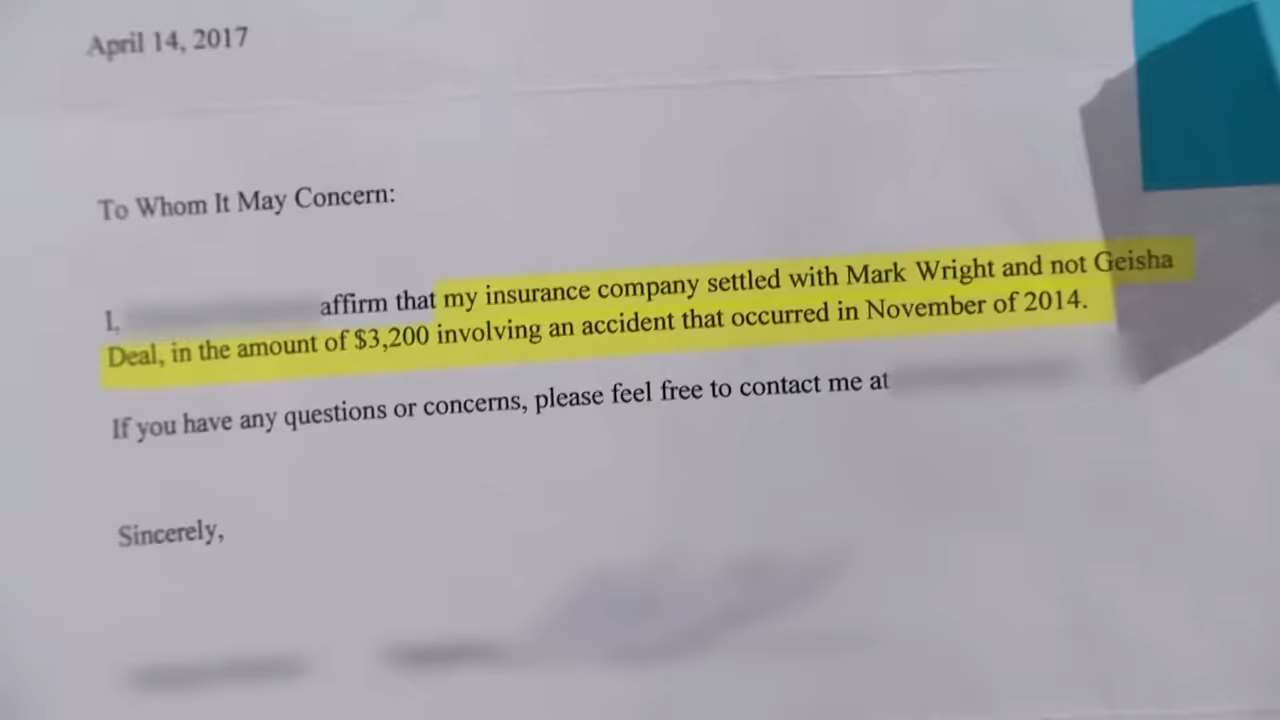 April 14, 2017
To Whom It May Concern:
I, affirm that my insurance company settled with Mark Wright and not Geisha
Deal, in the amount of $3,200 involving an accident that occurred in November of 2014.
If you have any questions or concerns, please feel free to contact me at
Sincerely,